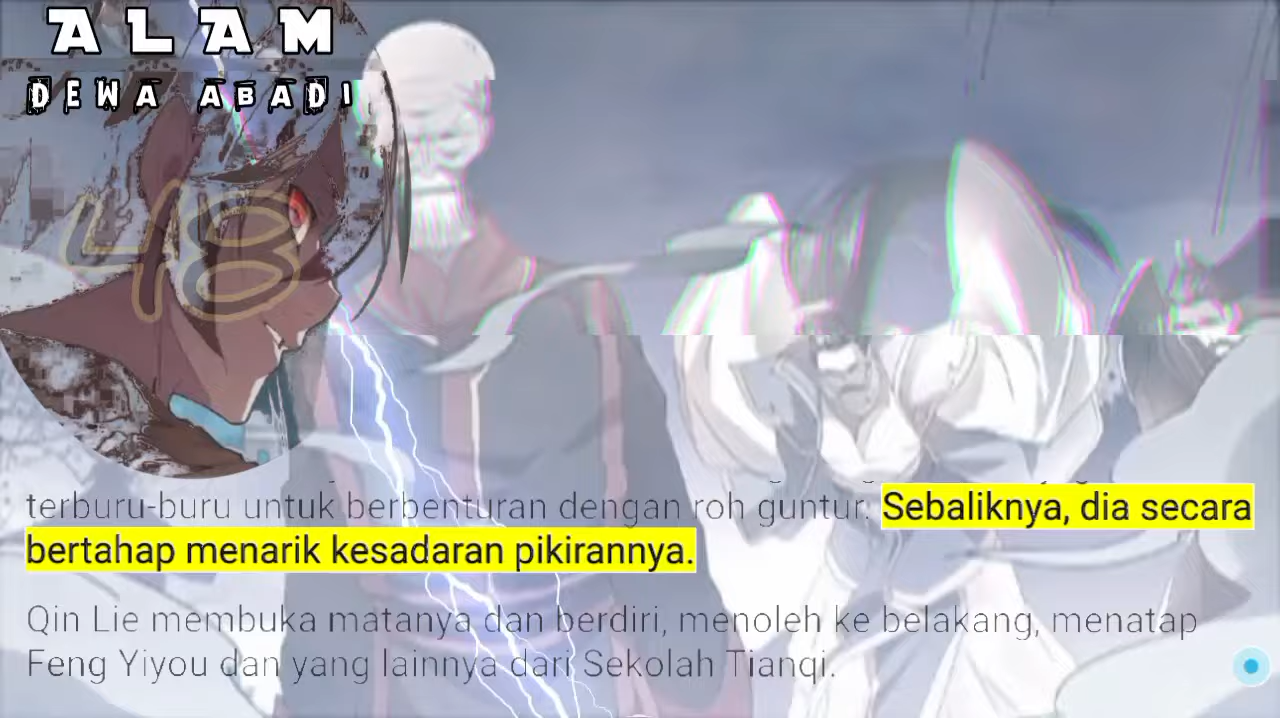 ALAM
DEWA ABADI
48
terburu-buru untuk berbenturan dengan roh guntur. Sebaliknya, dia secara
bertahap menarik kesadaran pikirannya.
Qin Lie membuka matanya dan berdiri, menoleh ke belakang, menatap
Feng Yiyou dan yang lainnya dari Sekolah Tianqi.